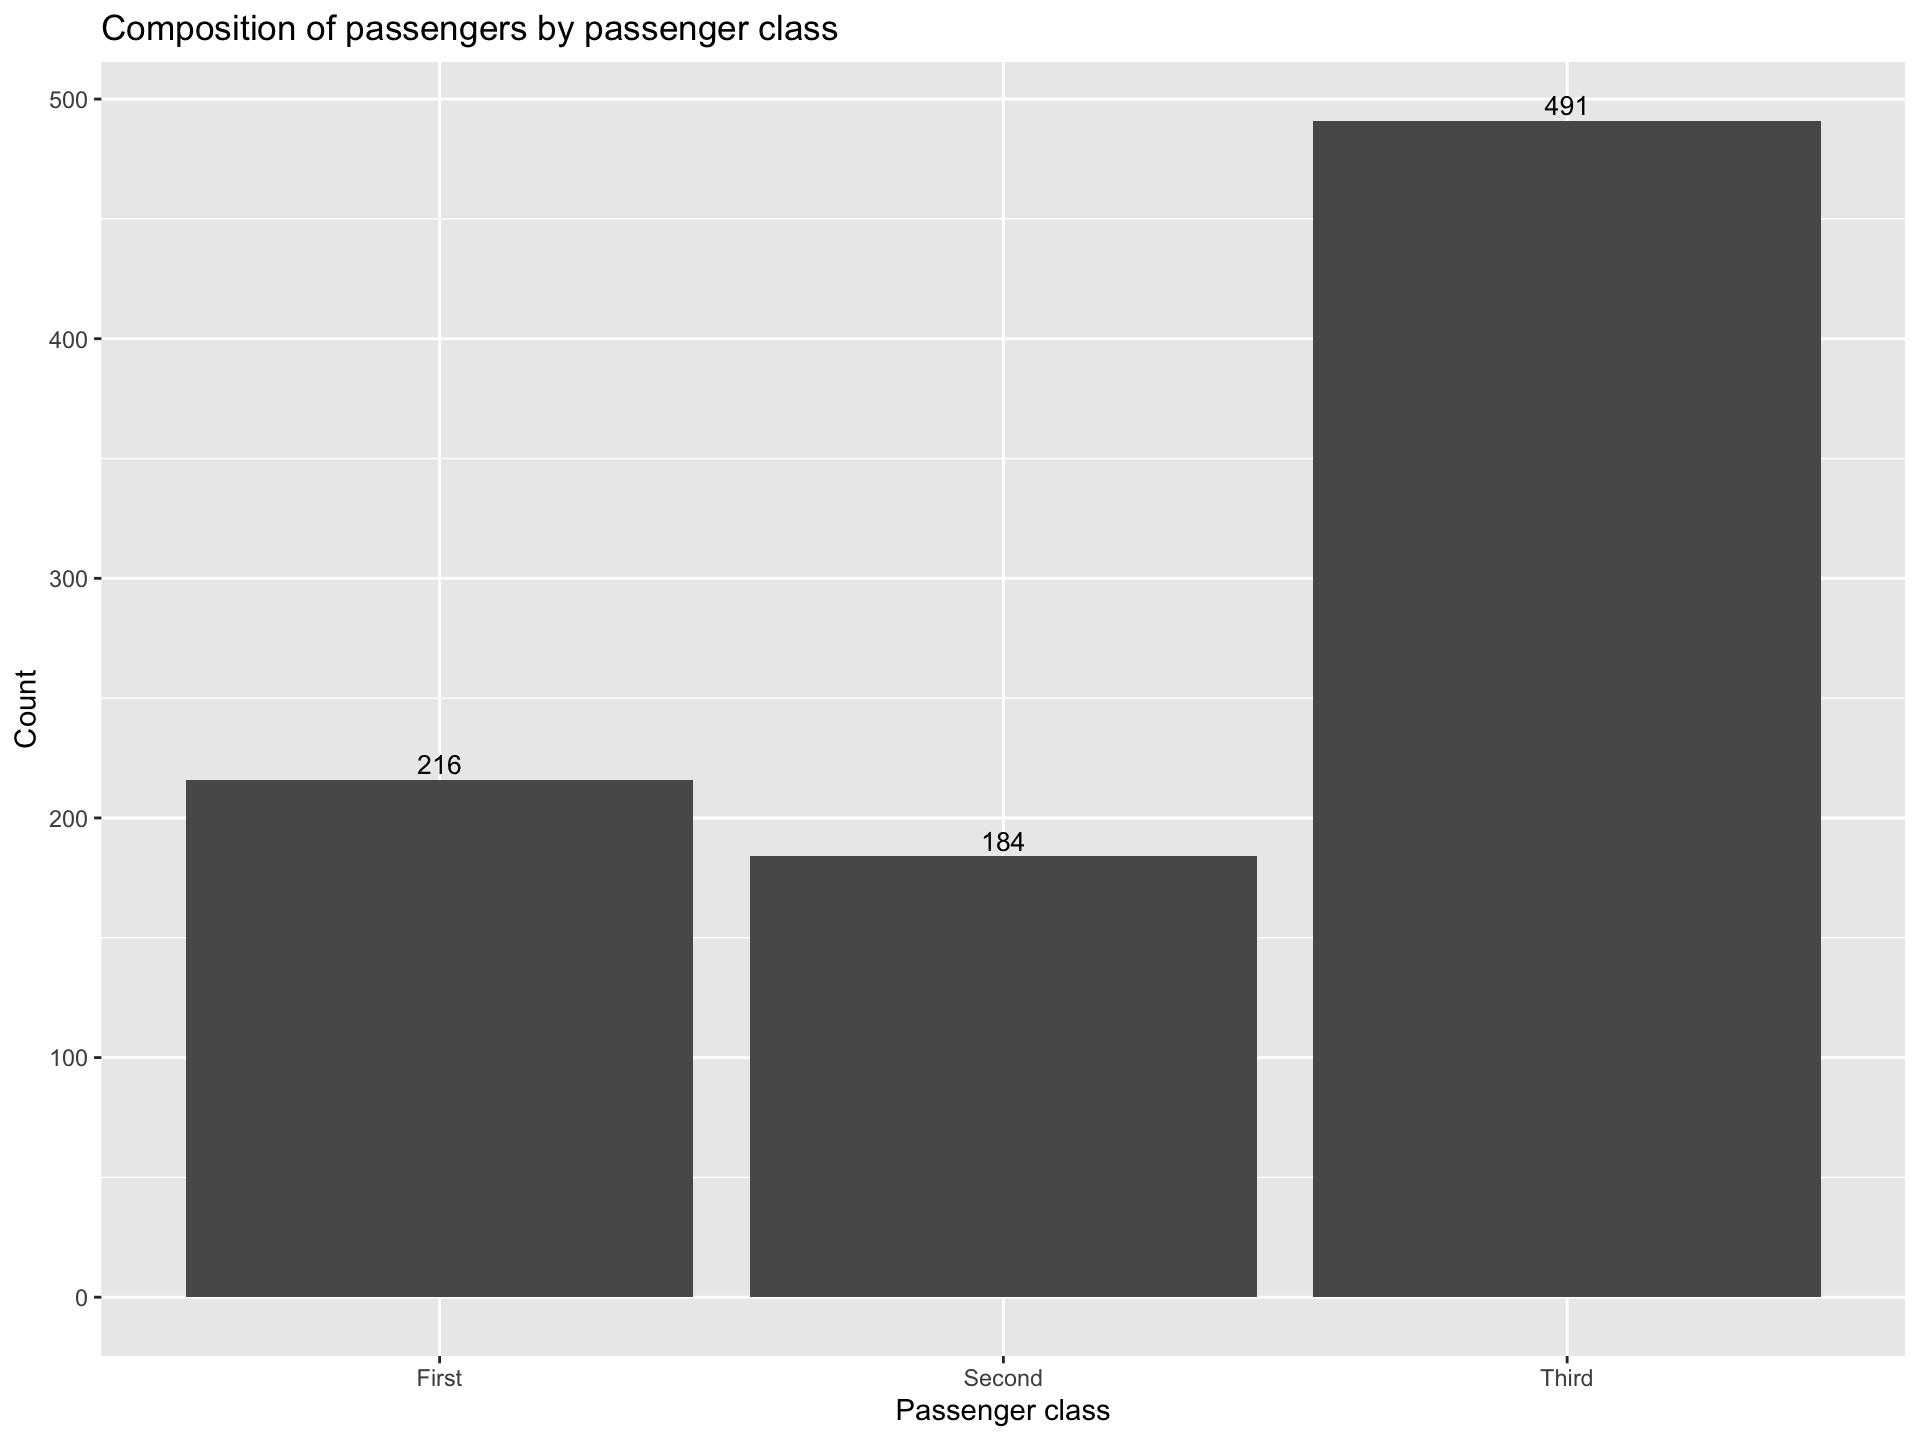 Composition of passengers by passenger class
500
491
400
300
Count
216
200
184
100
0
First Second Third
Passenger class